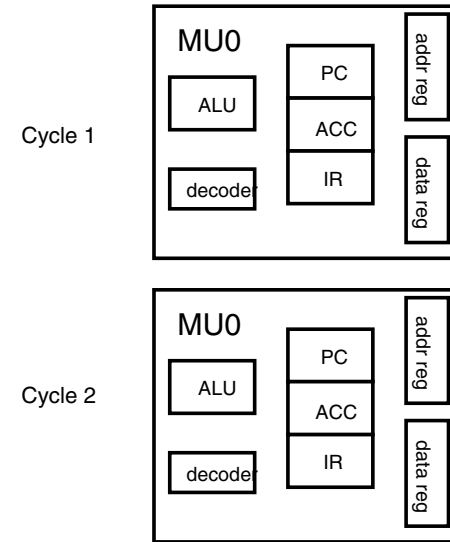 MU0
PC
addr reg
ALU
Cycle 1
ACC
decoder
IR
data reg
MU0
PC
addr reg
ALU
Cycle 2
ACC
decoder
IR
data reg